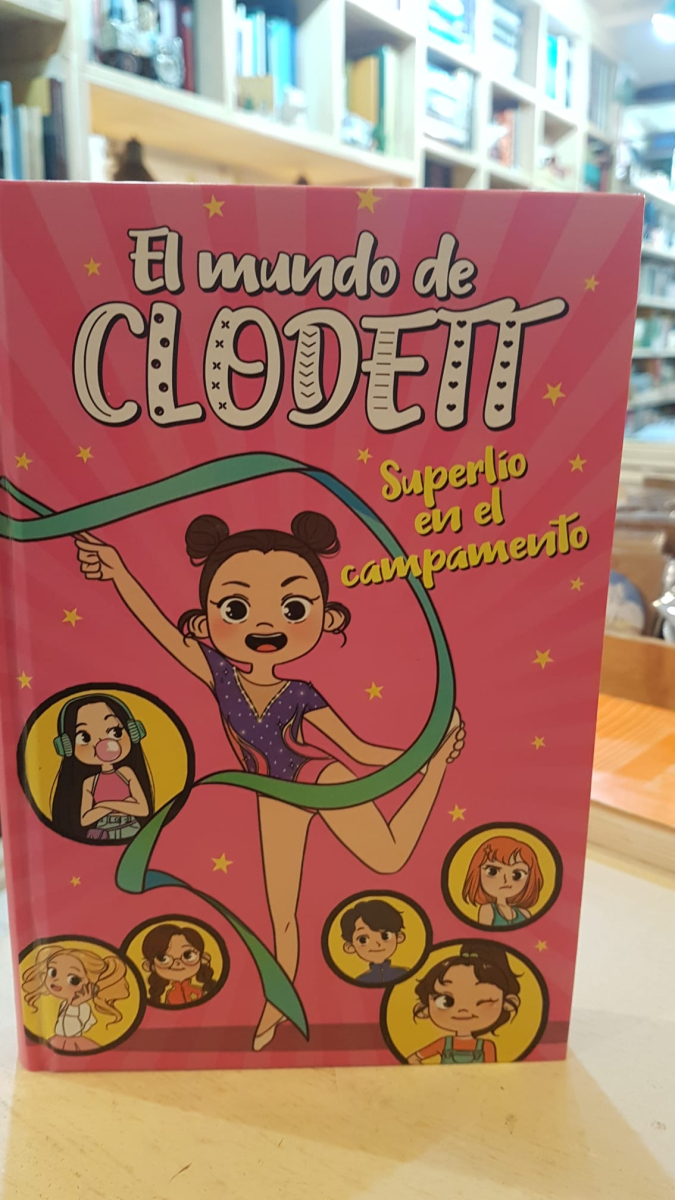 El mundo de
CLODETT
Superlío
en el
campamento